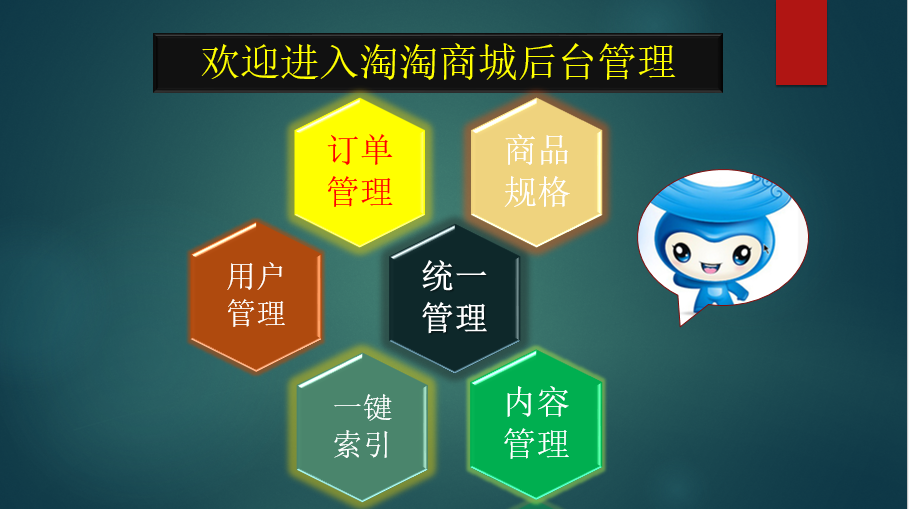 欢迎进入淘淘商城后台管理
订单
管理
商品
规格
用户
管理
统一
管理
一键
索引
内容
管理